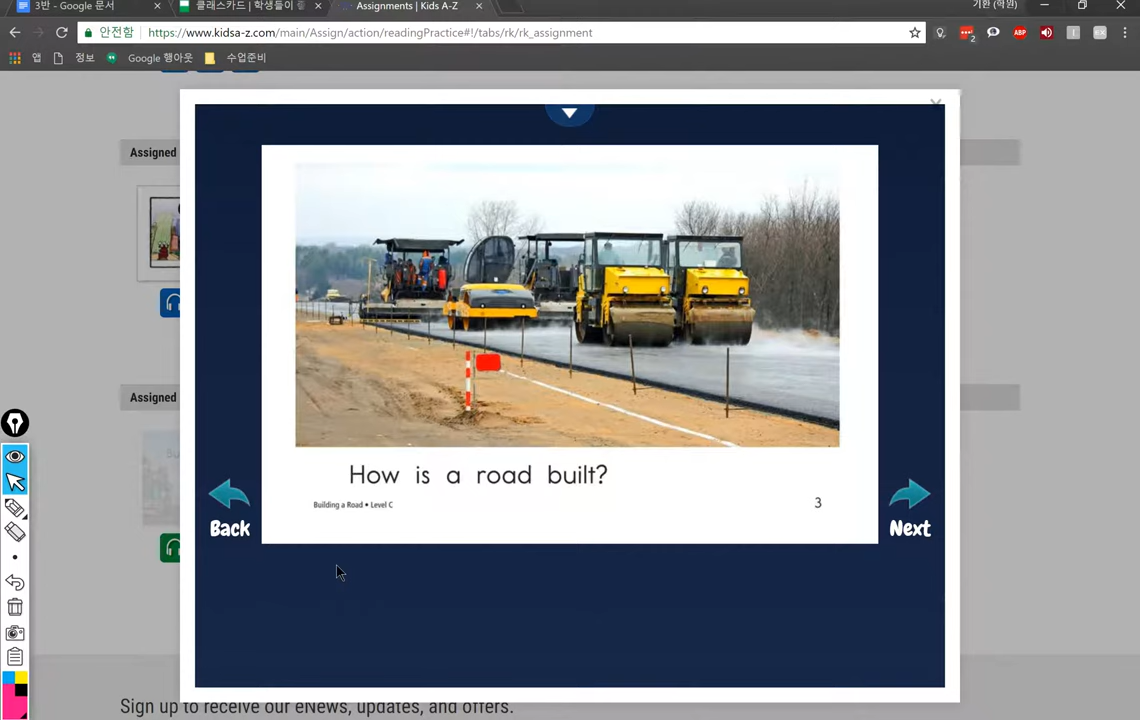 3반 - Google 문서
클래스카드 | 학생들이 좋
Assignments | Kids A-Z
기환 (학원)
안전함
https://www.kidsa-z.com/main/Assign/action/readingPractice#!/tabs/rk/rk_assignment
ABP
2
앱
정보
Google 행아웃
수업준비
Assigned
How is a road built?
Building a Road • Level C
3
Back
Next
Assigned
Sign up to receive our eNews, updates, and offers.